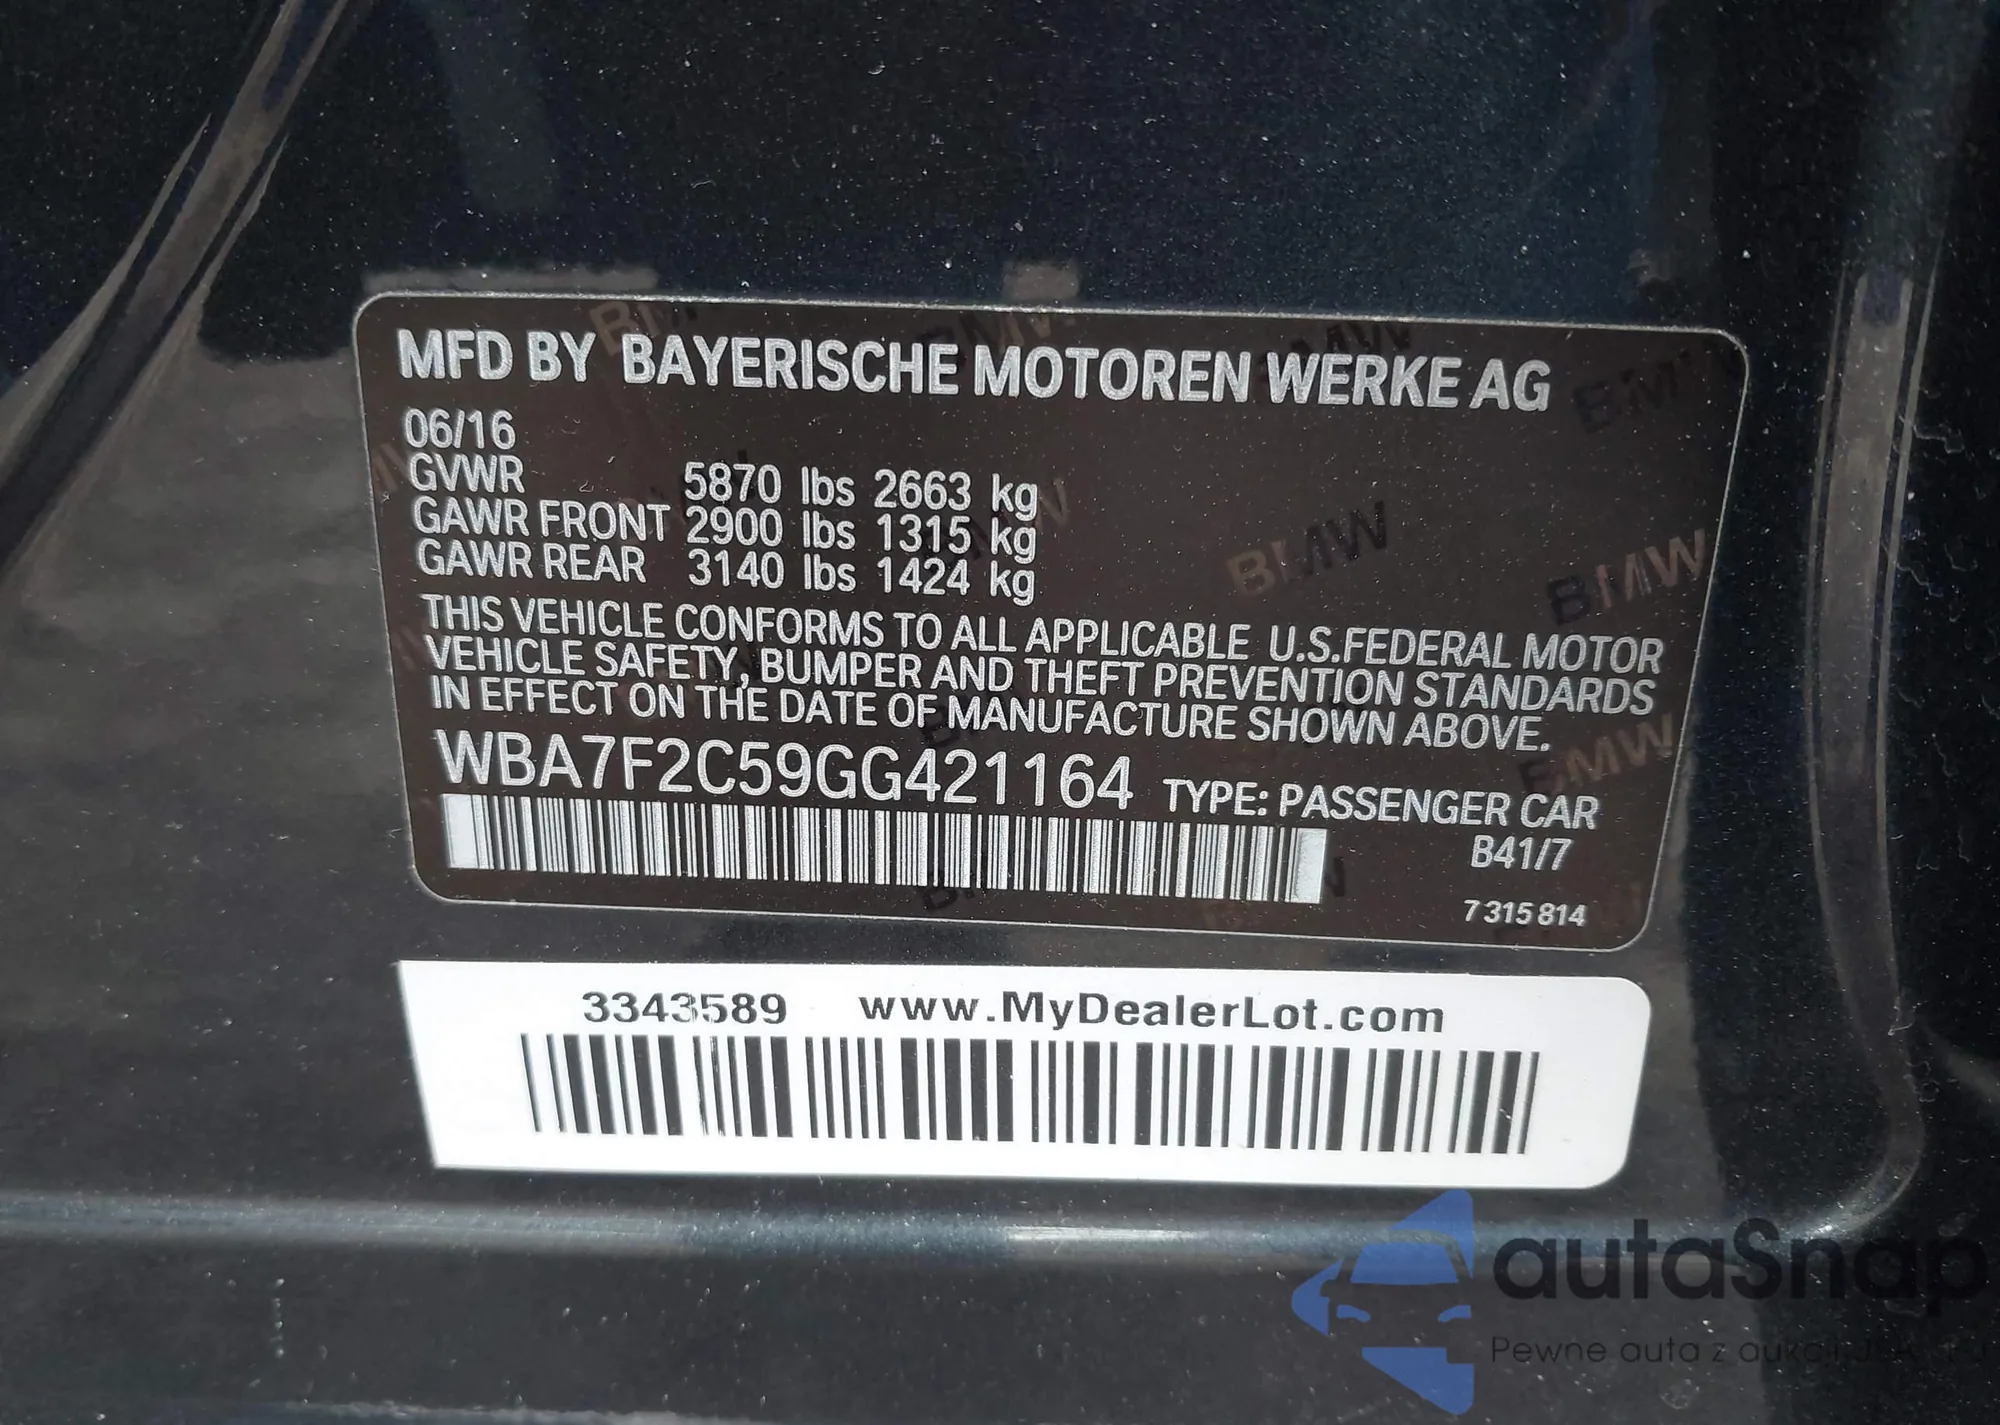 MFD BY BAYERISCHE MOTOREN WERKE AG
06/16
GVWR 5870 lbs 2663 kg
GAWR FRONT 2900 lbs 1315 kg
GAWR REAR 3140 lbs 1424 kg
THIS VEHICLE CONFORMS TO ALL APPLICABLE U.S.FEDERAL MOTOR
VEHICLE SAFETY, BUMPER AND THEFT PREVENTION STANDARDS
IN EFFECT ON THE DATE OF MANUFACTURE SHOWN ABOVE.
WBA7F2C59GG421164 TYPE: PASSENGER CAR
B41/7
7 315 814
3343589 www.MyDealerLot.com
autaSnap
Pewne auta z aukcji